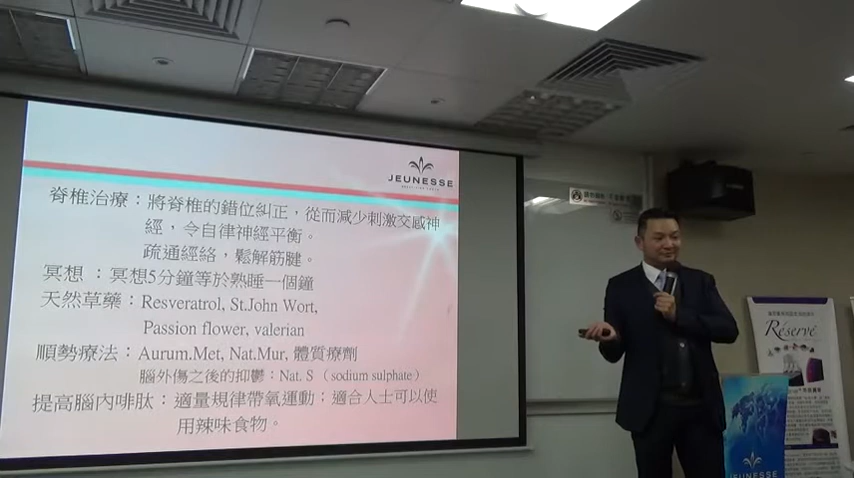 JEUNESSE
脊椎治療：將脊椎的錯位糾正，從而減少刺激交感神
經，令自律神經平衡。
疏通經絡，鬆解筋腱。
冥想 ：冥想5分鐘等於熟睡一個鐘
天然草藥：Resveratrol, St.John Wort,
Passion flower, valerian
順勢療法：Aurum.Met, Nat.Mur, 體質療劑
腦外傷之後的抑鬱：Nat. S （sodium sulphate）
提高腦內啡肽：適量規律帶氧運動；適合人士可以使
用辣味食物。
Réserve
JEUNESSE